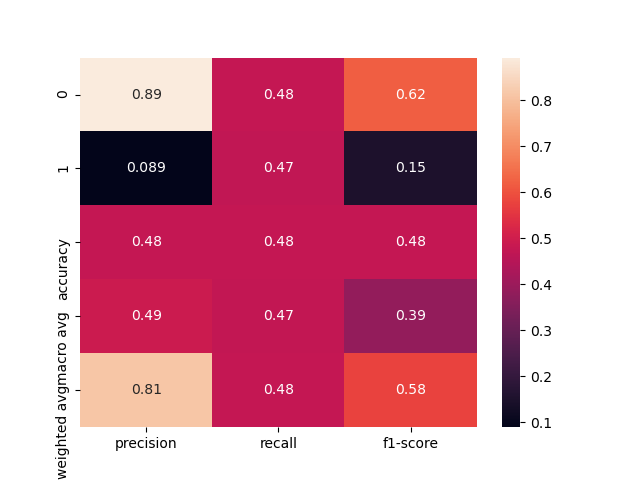 0 0.89 0.48 0.62
1 0.089 0.47 0.15
accuracy 0.48 0.48 0.48
macro avg 0.49 0.47 0.39
weighted avg 0.81 0.48 0.58
precision recall f1-score
0.8
0.7
0.6
0.5
0.4
0.3
0.2
0.1